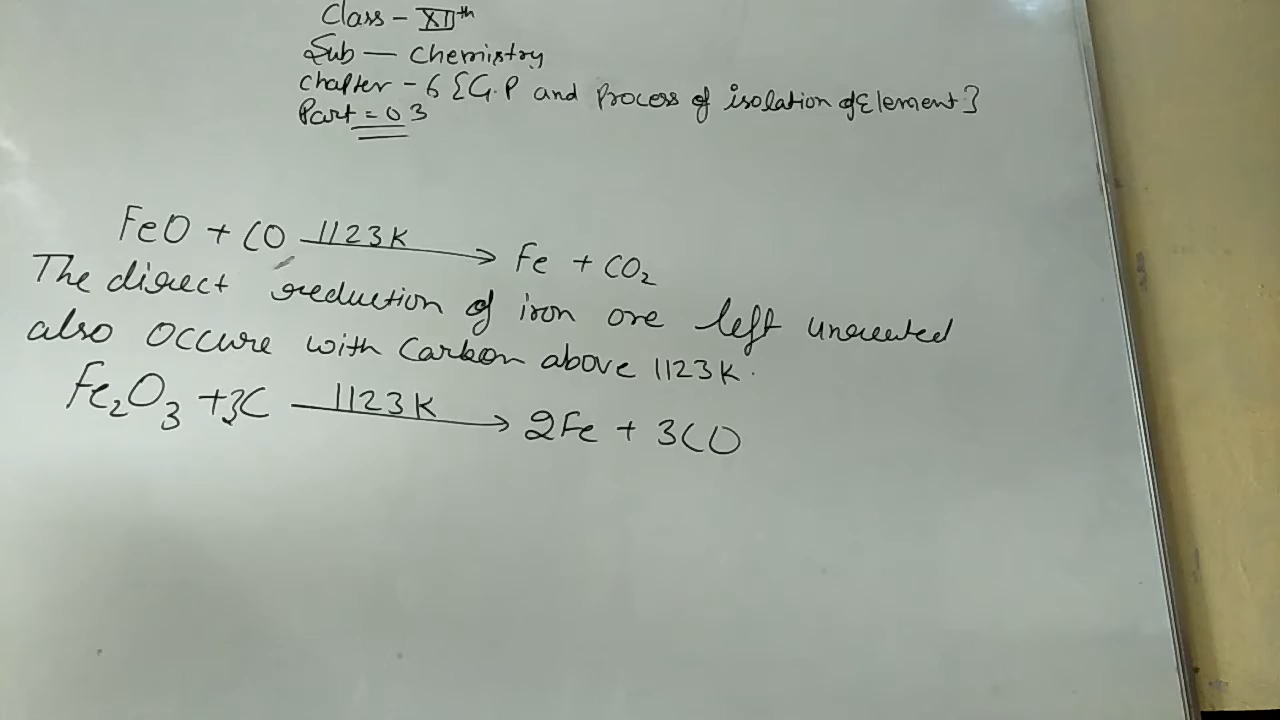 Class - XIIth
Sub - Chemistry
Chapter - 6 {G.P and Process of isolation of Element}
Part = 03
FeO + CO 1123K → Fe + CO₂
The direct reduction of iron ore left unreacted
also occure with Carbon above 1123K.
Fe₂O₃ + 3C 1123K → 2Fe + 3CO